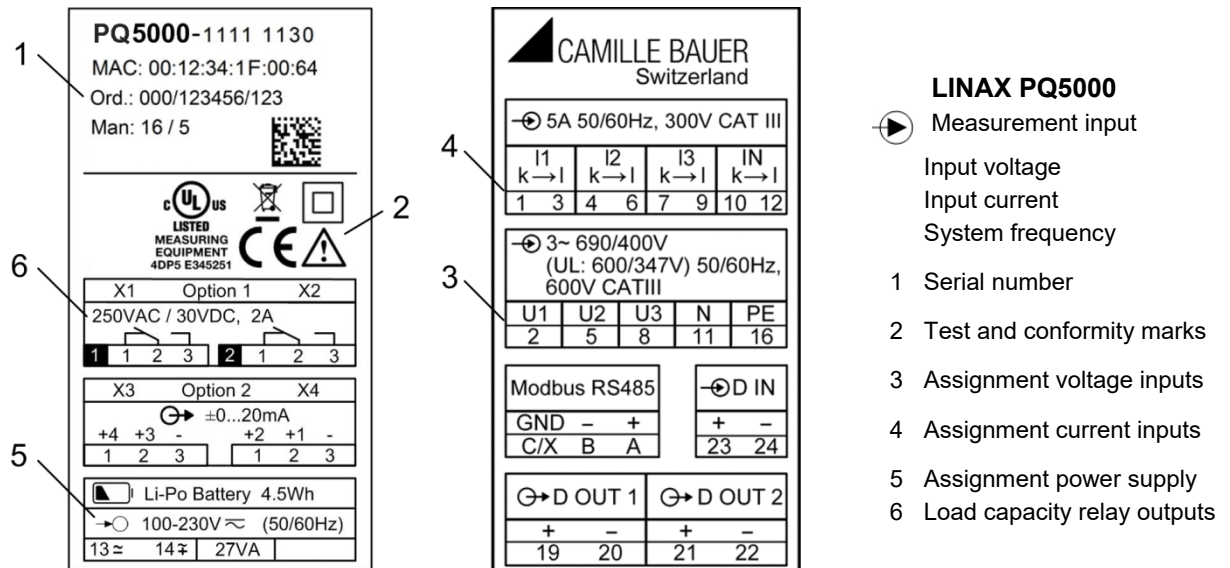 PQ5000-1111 1130
MAC: 00:12:34:1F:00:64
Ord.: 000/123456/123
Man: 16 / 5
1
C UL US
LISTED
MEASURING
EQUIPMENT
4DP5 E345251
CE
2
6
X1 Option 1 X2
250VAC / 30VDC, 2A
1 1 2 3 2 1 2 3
X3 Option 2 X4
±0...20mA
+4 +3 - +2 +1 -
1 2 3 1 2 3
5
Li-Po Battery 4.5Wh
100-230V (50/60Hz)
13 14 27VA
CAMILLE BAUER
Switzerland
5A 50/60Hz, 300V CAT III
4
I1 I2 I3 IN
k→l k→l k→l k→l
1 3 4 6 7 9 10 12
3~ 690/400V
(UL: 600/347V) 50/60Hz,
600V CATIII
3
U1 U2 U3 N PE
2 5 8 11 16
Modbus RS485
GND – +
C/X B A
D IN
+ –
23 24
D OUT 1 D OUT 2
+ – + –
19 20 21 22
LINAX PQ5000
Measurement input
Input voltage
Input current
System frequency
1 Serial number
2 Test and conformity marks
3 Assignment voltage inputs
4 Assignment current inputs
5 Assignment power supply
6 Load capacity relay outputs